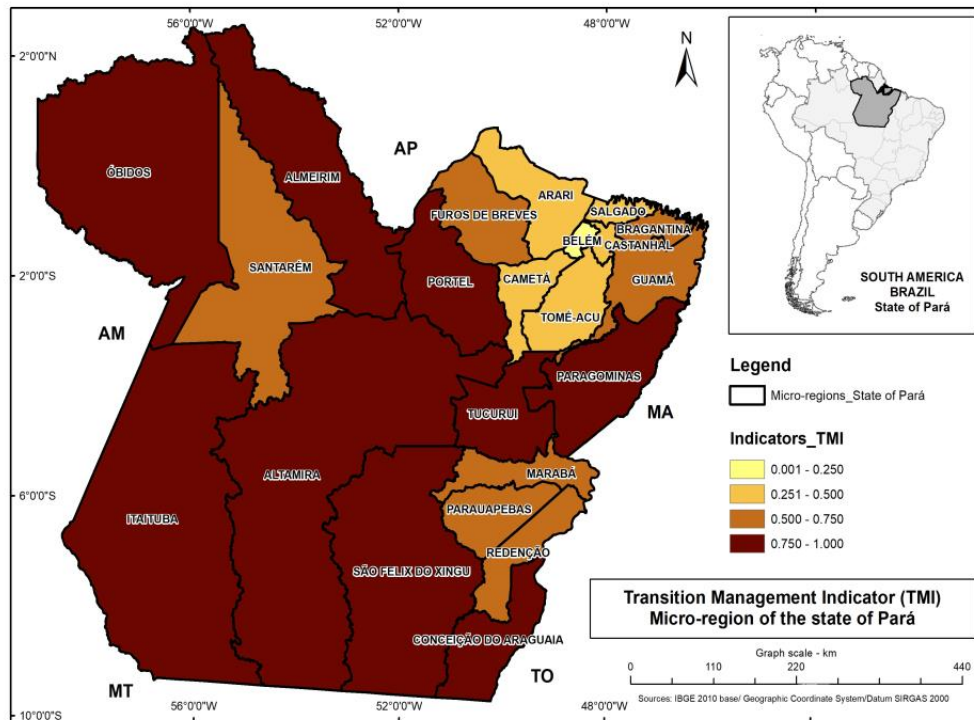 56°0'0"W
52°0'0"W
48°0'0"W
2°0'0"N
N
AP
ÓBIDOS
ALMEIRIM
ARARI
SALGADO
FUROS DE BREVES
BRAGANTINA
BELÉM
CASTANHAL
SANTARÉM
CAMETÁ
GUAMÁ
2°0'0"S
PORTEL
TOMÉ-ACU
SOUTH AMERICA
BRAZIL
State of Pará
AM
PARAGOMINAS
MA
TUCURUI
Legend
Micro-regions_State of Pará
Indicators_TMI
0.001 - 0.250
0.251 - 0.500
0.500 - 0.750
0.750 - 1.000
ALTAMIRA
MARABÁ
6°0'0"S
ITAITUBA
PARAUAPEBAS
REDENÇÃO
SÃO FELIX DO XINGU
CONCEIÇÃO DO ARAGUAIA
TO
MT
Transition Management Indicator (TMI)
Micro-region of the state of Pará
Graph scale - km
0 110 220 440
Sources: IBGE 2010 base/ Geographic Coordinate System/Datum SIRGAS 2000
10°0'0"S
56°0'0"W
52°0'0"W
48°0'0"W